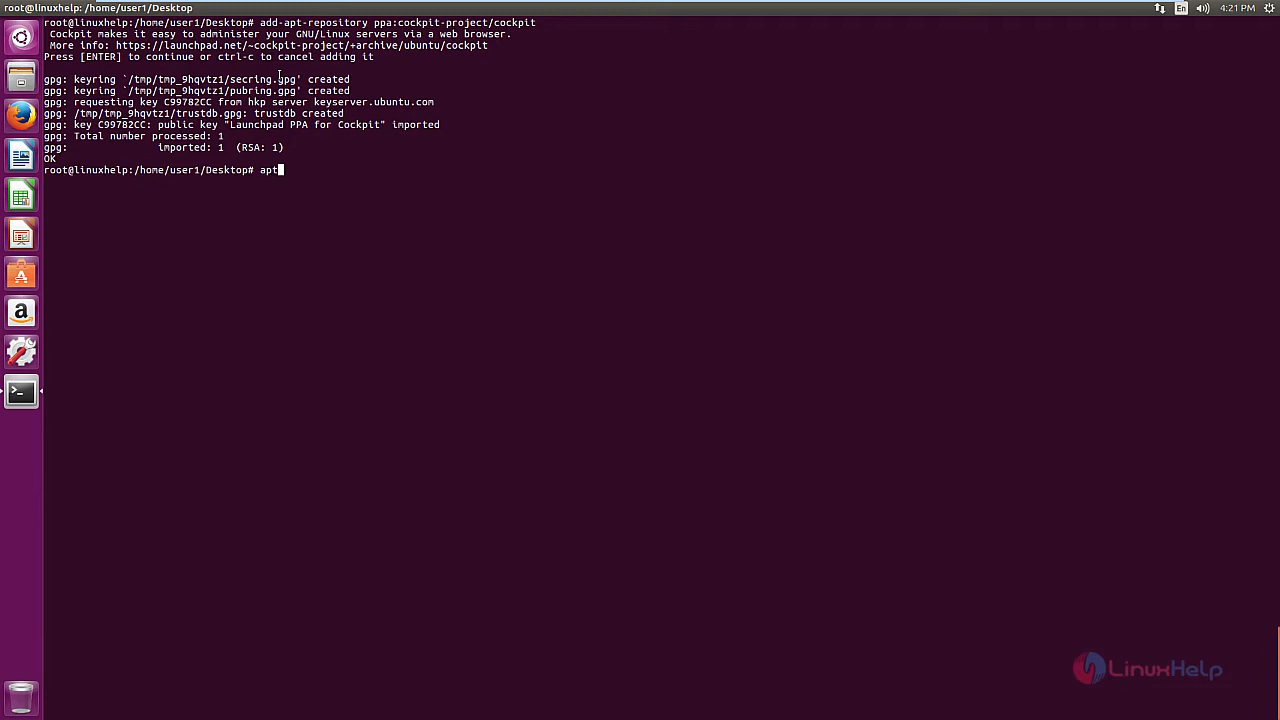 root@linuxhelp: /home/user1/Desktop
En
4:21 PM
root@linuxhelp:/home/user1/Desktop# add-apt-repository ppa:cockpit-project/cockpit
 Cockpit makes it easy to administer your GNU/Linux servers via a web browser.
 More info: https://launchpad.net/~cockpit-project/+archive/ubuntu/cockpit
Press [ENTER] to continue or ctrl-c to cancel adding it
gpg: keyring `/tmp/tmp_9hqvtz1/secring.gpg' created
gpg: keyring `/tmp/tmp_9hqvtz1/pubring.gpg' created
gpg: requesting key C99782CC from hkp server keyserver.ubuntu.com
gpg: /tmp/tmp_9hqvtz1/trustdb.gpg: trustdb created
gpg: key C99782CC: public key "Launchpad PPA for Cockpit" imported
gpg: Total number processed: 1
gpg:               imported: 1  (RSA: 1)
OK
root@linuxhelp:/home/user1/Desktop# apt
LinuxHelp